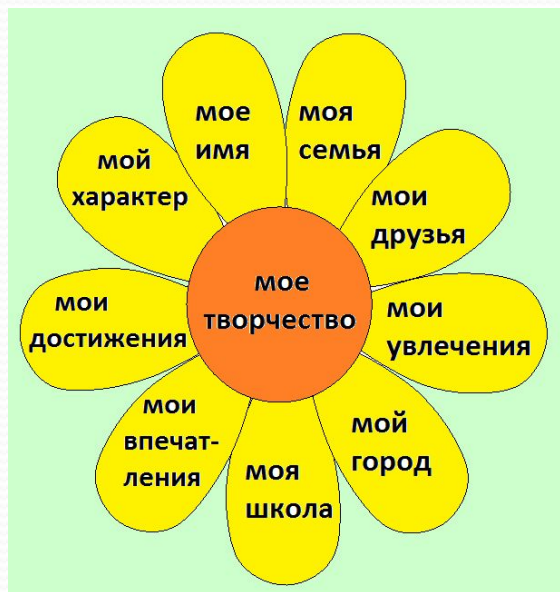 мое
имя
моя
семья
мои
друзья
мои
увлечения
мой
город
моя
школа
мои
впечат-
ления
мои
достижения
мой
характер
мое
творчество